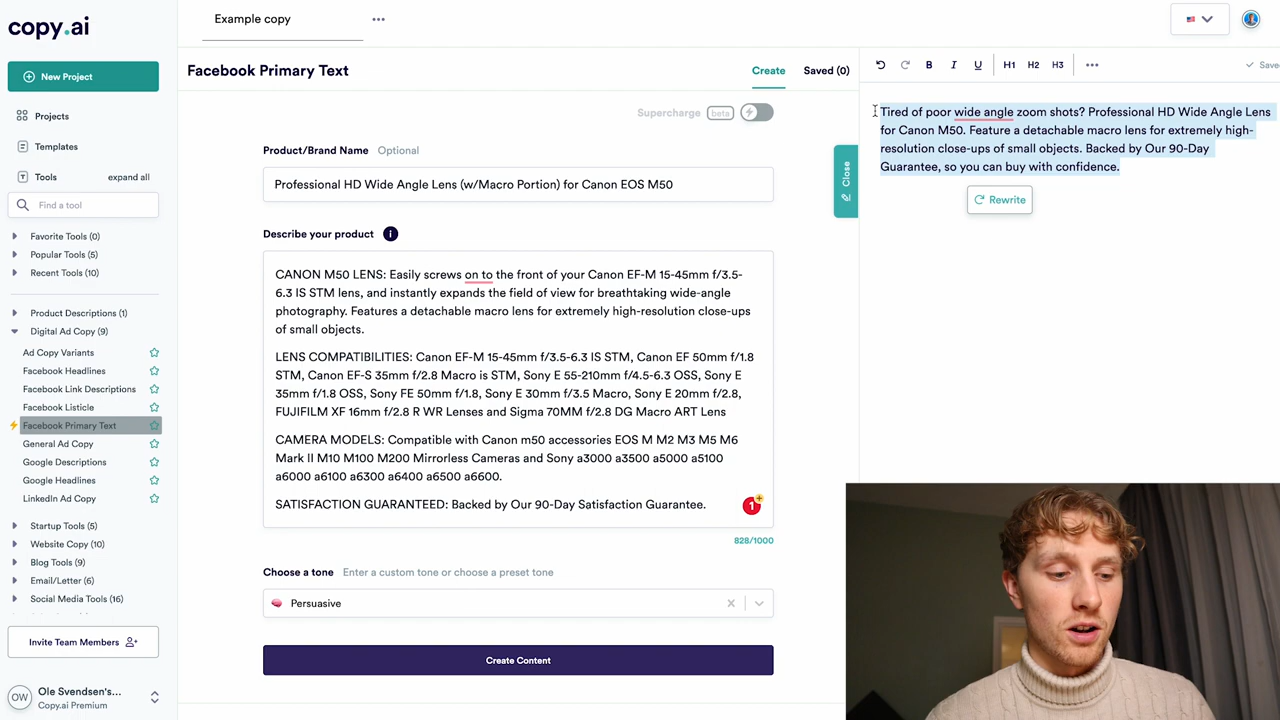 copy.ai
New Project
Projects
Templates
Tools expand all
Find a tool
Favorite Tools (0)
Popular Tools (5)
Recent Tools (10)
Product Descriptions (1)
Digital Ad Copy (9)
Ad Copy Variants
Facebook Headlines
Facebook Link Descriptions
Facebook Listicle
Facebook Primary Text
General Ad Copy
Google Descriptions
Google Headlines
LinkedIn Ad Copy
Startup Tools (5)
Website Copy (10)
Blog Tools (9)
Email/Letter (6)
Social Media Tools (16)
Invite Team Members
OW
Ole Svendsen's...
Copy.ai Premium
Example copy
Facebook Primary Text
Create Saved (0)
Supercharge beta
Product/Brand Name Optional
Professional HD Wide Angle Lens (w/Macro Portion) for Canon EOS M50
Describe your product
CANON M50 LENS: Easily screws on to the front of your Canon EF-M 15-45mm f/3.5-
6.3 IS STM lens, and instantly expands the field of view for breathtaking wide-angle
photography. Features a detachable macro lens for extremely high-resolution close-ups
of small objects.
LENS COMPATIBILITIES: Canon EF-M 15-45mm f/3.5-6.3 IS STM, Canon EF 50mm f/1.8
STM, Canon EF-S 35mm f/2.8 Macro is STM, Sony E 55-210mm f/4.5-6.3 OSS, Sony E
35mm f/1.8 OSS, Sony FE 50mm f/1.8, Sony E 30mm f/3.5 Macro, Sony E 20mm f/2.8,
FUJIFILM XF 16mm f/2.8 R WR Lenses and Sigma 70MM f/2.8 DG Macro ART Lens
CAMERA MODELS: Compatible with Canon m50 accessories EOS M M2 M3 M5 M6
Mark II M10 M100 M200 Mirrorless Cameras and Sony a3000 a3500 a5000 a5100
a6000 a6100 a6300 a6400 a6500 a6600.
SATISFACTION GUARANTEED: Backed by Our 90-Day Satisfaction Guarantee.
1
828/1000
Choose a tone Enter a custom tone or choose a preset tone
Persuasive
Create Content
Close
B I U H1 H2 H3
Save
Tired of poor wide angle zoom shots? Professional HD Wide Angle Lens
for Canon M50. Feature a detachable macro lens for extremely high-
resolution close-ups of small objects. Backed by Our 90-Day
Guarantee, so you can buy with confidence.
Rewrite